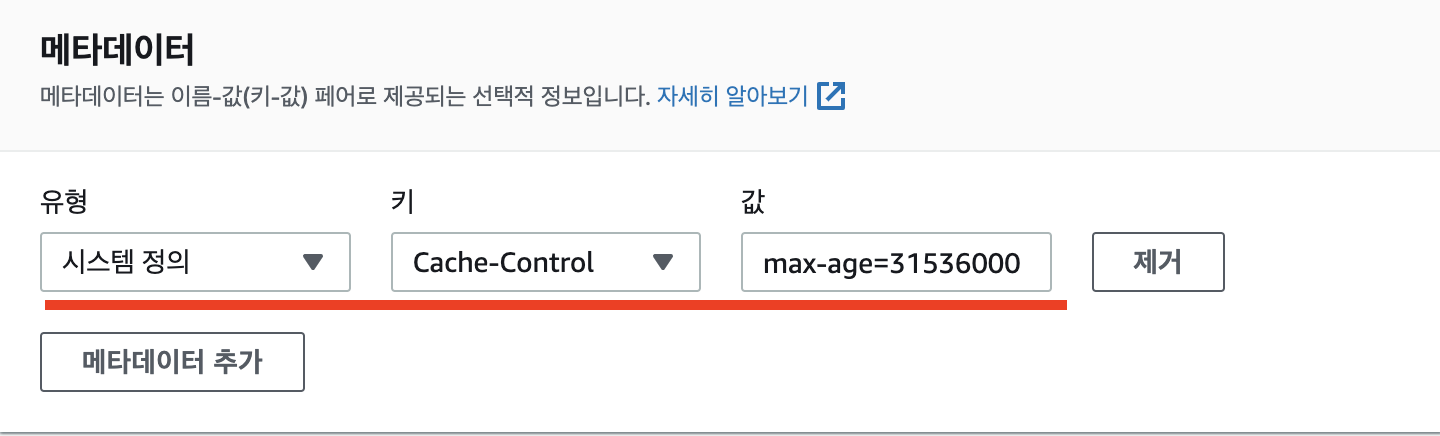 메타데이터
메타데이터는 이름-값(키-값) 페어로 제공되는 선택적 정보입니다. 자세히 알아보기
유형 키 값
시스템 정의 Cache-Control max-age=31536000 제거
메타데이터 추가